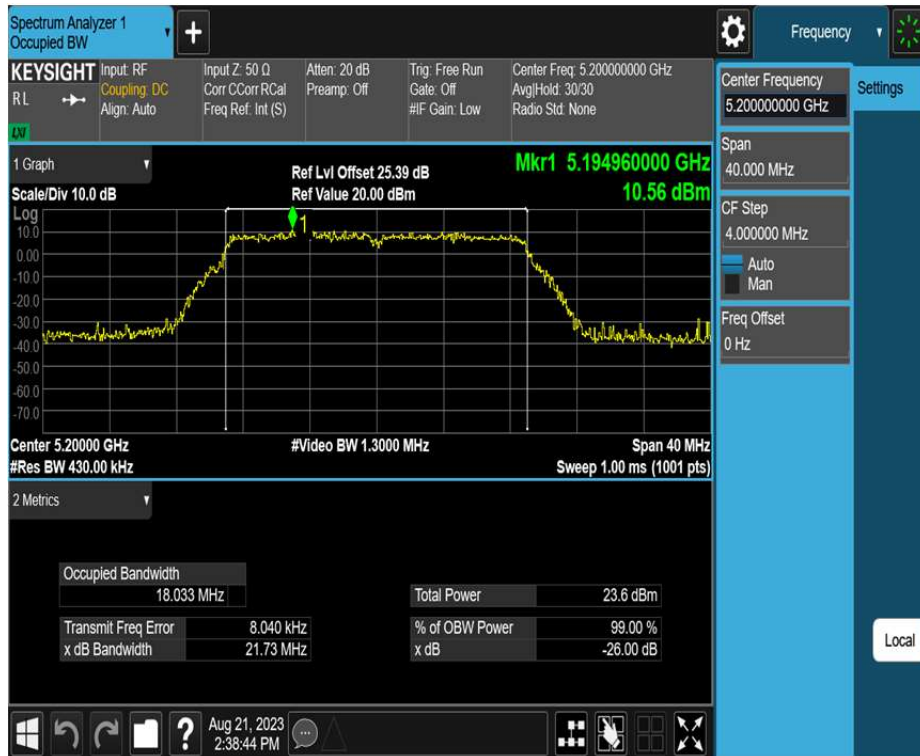 Spectrum Analyzer 1
Occupied BW
+
Frequency
KEYSIGHT
R L
LXI
Input: RF
Coupling: DC
Align: Auto
Input Z: 50 Ω
Corr CCorr RCal
Freq Ref: Int (S)
Atten: 20 dB
Preamp: Off
Trig: Free Run
Gate: Off
#IF Gain: Low
Center Freq: 5.200000000 GHz
Avg|Hold: 30/30
Radio Std: None
Center Frequency
5.20000000 GHz
Settings
Span
40.000 MHz
CF Step
4.000000 MHz
Auto
Man
Freq Offset
0 Hz
Local
1 Graph
Scale/Div 10.0 dB
Ref Lvl Offset 25.39 dB
Ref Value 20.00 dBm
Mkr1 5.194960000 GHz
10.56 dBm
Log
10.0
0.00
-10.0
-20.0
-30.0
-40.0
-50.0
-60.0
-70.0
1
Center 5.20000 GHz
#Video BW 1.3000 MHz
Span 40 MHz
#Res BW 430.00 kHz
Sweep 1.00 ms (1001 pts)
2 Metrics
Occupied Bandwidth
18.033 MHz
Total Power 23.6 dBm
Transmit Freq Error 8.040 kHz
% of OBW Power 99.00 %
x dB Bandwidth 21.73 MHz
x dB -26.00 dB
?
Aug 21, 2023
2:38:44 PM